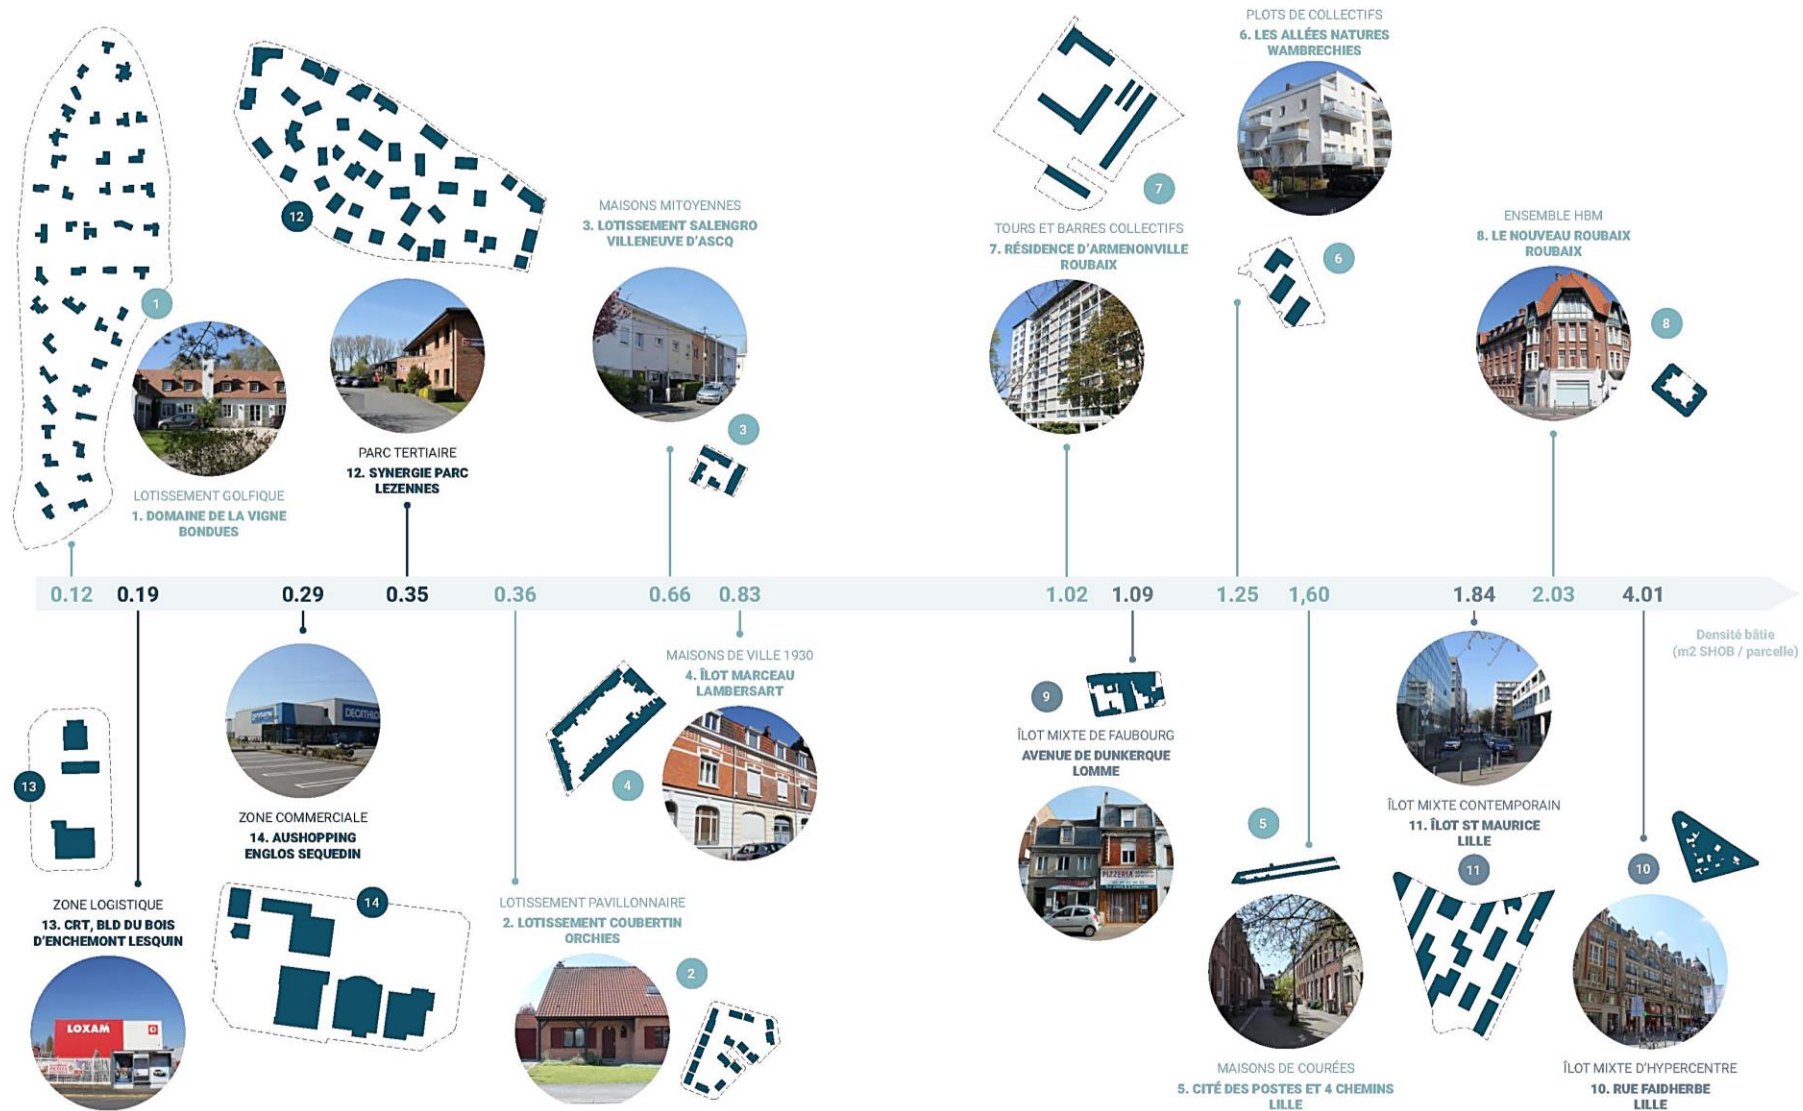 PLOTS DE COLLECTIFS
6. LES ALLÉES NATURES
WAMBRECHIES
12
7
6
MAISONS MITOYENNES
3. LOTISSEMENT SALENGRO
VILLENEUVE D'ASCQ
TOURS ET BARRES COLLECTIFS
7. RÉSIDENCE D'ARMENONVILLE
ROUBAIX
ENSEMBLE HBM
8. LE NOUVEAU ROUBAIX
ROUBAIX
1
8
3
PARC TERTIAIRE
12. SYNERGIE PARC
LEZENNES
LOTISSEMENT GOLFIQUE
1. DOMAINE DE LA VIGNE
BONDUES
0.12 0.19 0.29 0.35 0.36 0.66 0.83 1.02 1.09 1.25 1,60 1.84 2.03 4.01
Densité bâtie
(m2 SHOB / parcelle)
DECATHLON
13
ZONE COMMERCIALE
14. AUSHOPPING
ENGLOS SEQUEDIN
MAISONS DE VILLE 1930
4. ÎLOT MARCEAU
LAMBERSART
4
9
ÎLOT MIXTE DE FAUBOURG
AVENUE DE DUNKERQUE
LOMME
PIZZERIA
5
ÎLOT MIXTE CONTEMPORAIN
11. ÎLOT ST MAURICE
LILLE
11
10
ZONE LOGISTIQUE
13. CRT, BLD DU BOIS
D'ENCHEMONT LESQUIN
LOXAM
14
LOTISSEMENT PAVILLONNAIRE
2. LOTISSEMENT COUBERTIN
ORCHIES
2
MAISONS DE COURÉES
5. CITÉ DES POSTES ET 4 CHEMINS
LILLE
ÎLOT MIXTE D'HYPERCENTRE
10. RUE FAIDHERBE
LILLE